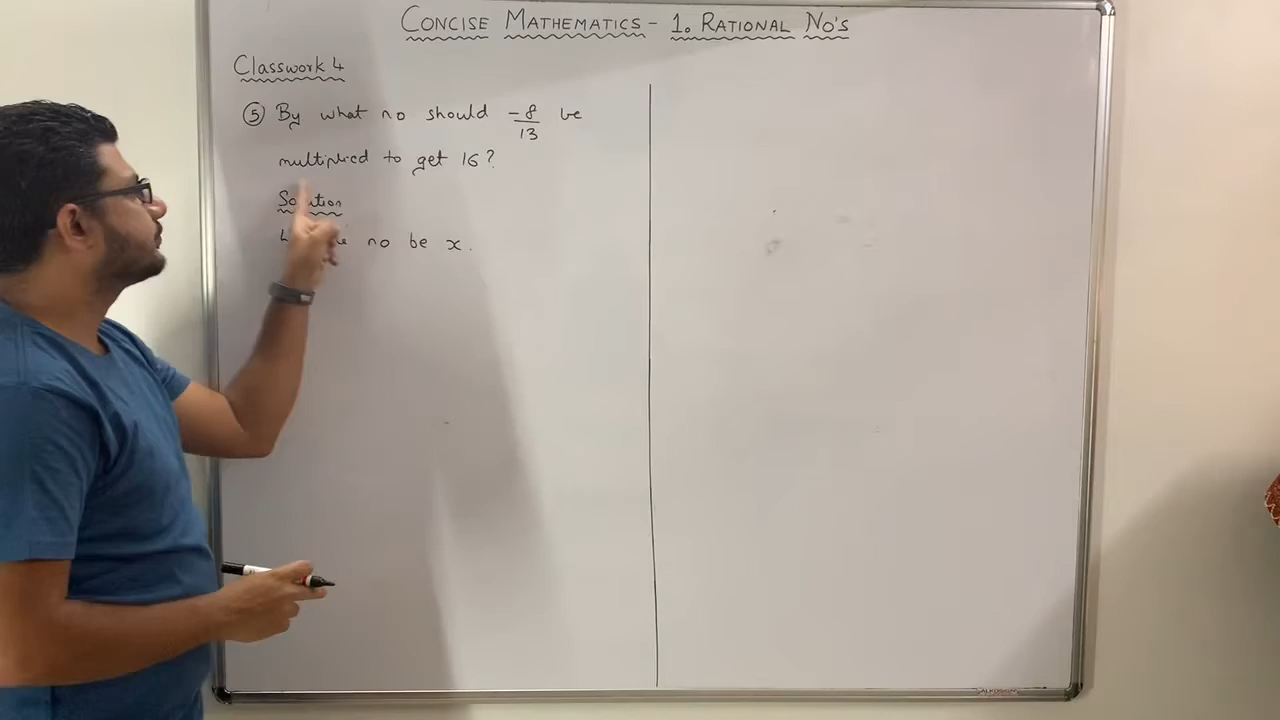 CONCISE MATHEMATICS - 1. RATIONAL NO'S
Classwork 4
⑤ By what no should -8/13 be
multiplied to get 16?
Solution
no be x.